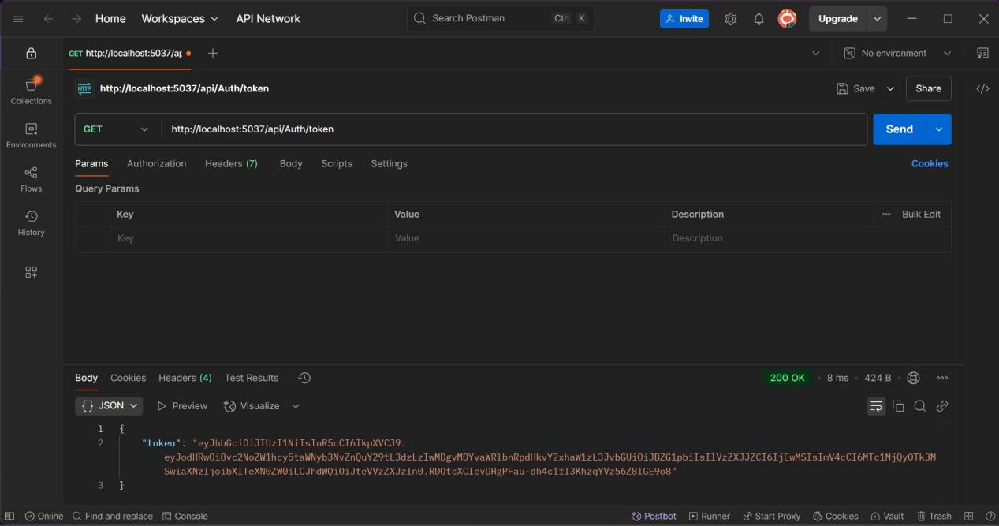 Home Workspaces API Network Search Postman Ctrl K Invite Upgrade
GET http://localhost:5037/ap No environment
HTTP http://localhost:5037/api/Auth/token Save Share
Collections
GET http://localhost:5037/api/Auth/token Send
Environments
Params Authorization Headers (7) Body Scripts Settings Cookies
Flows
Query Params
Key Value Description Bulk Edit
History
Key Value Description
Body Cookies Headers (4) Test Results 200 OK 8 ms 424 B
{ } JSON Preview Visualize
1 {
2 "token": "eyJhbGciOiJIUzI1NiIsInR5cCI6IkpXVCJ9.
eyJodHRwOi8vc2NoZW1hcy5taWNyb3NvZnQuY29tL3dzLzIwMDgvMDYvaWRlbnRpdHkvY2xhaW1zL3JvbGUiOiJBZG1pbiIsIlVzZXJJZCI6IjEwMSIsImV4cCI6MTc1MjQyOTk3M
SwiaXNzIjoibXlTeXN0ZW0iLCJhdWQiOiJteVVzZXJzIn0.RDOtcXClcvDHgPFau-dh4c1fI3KhzqYVz56Z8IGE9o8"
3 }
Online Find and replace Console Postbot Runner Start Proxy Cookies Vault Trash